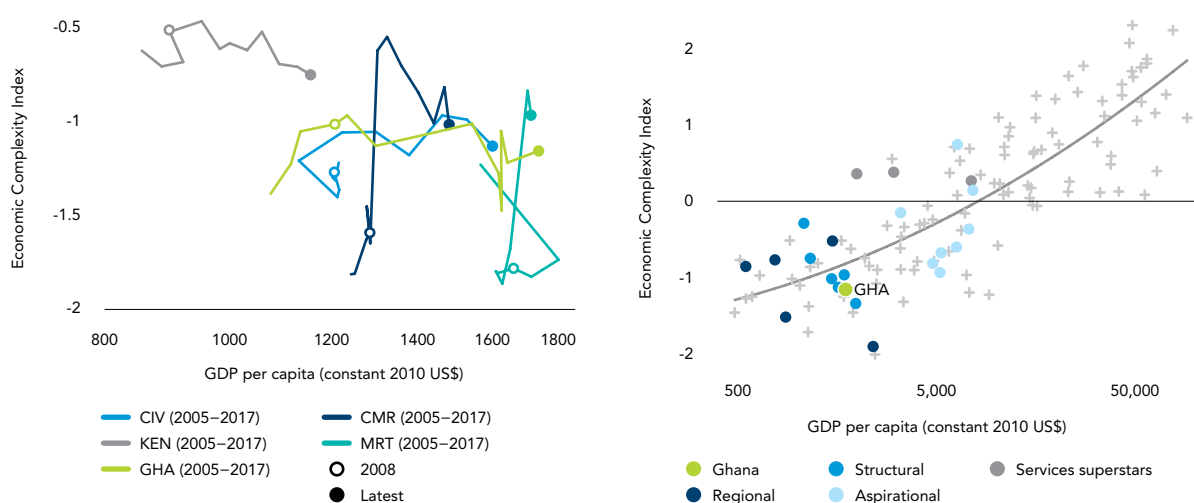 Economic Complexity Index
-0.5
-1
-1.5
-2
800
1000
1200
1400
1600
1800
GDP per capita (constant 2010 US$)
CIV (2005–2017)
CMR (2005–2017)
KEN (2005–2017)
MRT (2005–2017)
GHA (2005–2017)
2008
Latest
Economic Complexity Index
2
1
0
-1
-2
GHA
500
5,000
50,000
GDP per capita (constant 2010 US$)
Ghana
Structural
Services superstars
Regional
Aspirational